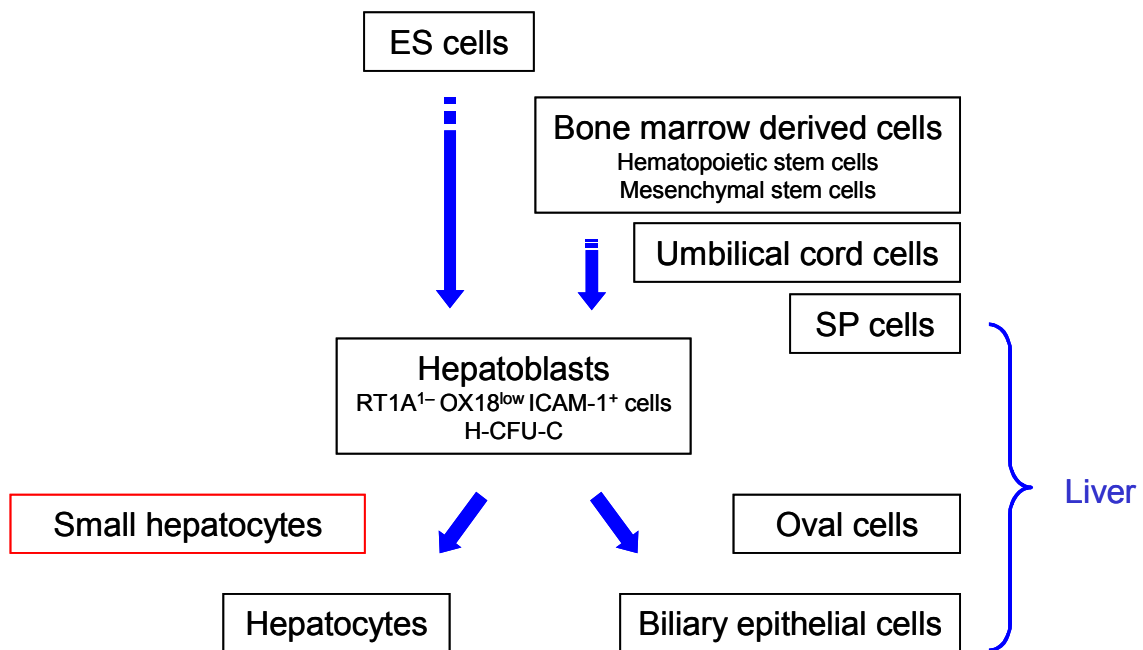 ES cells
Bone marrow derived cells
Hematopoietic stem cells
Mesenchymal stem cells
Umbilical cord cells
SP cells
Hepatoblasts
RT1A¹⁻ OX18ˡᵒʷ ICAM-1⁺ cells
H-CFU-C
Small hepatocytes
Oval cells
Liver
Hepatocytes
Biliary epithelial cells